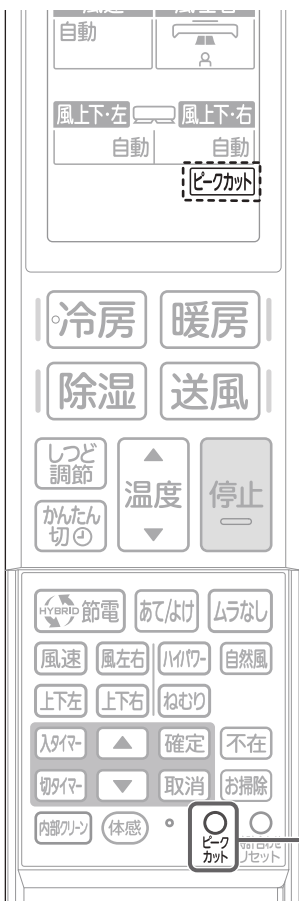 自動
風上下・左 風上下・右
自動 自動
ピークカット
冷房 暖房
除湿 送風
しつど
調節
温度
停止
かんたん
切
HYBRID 節電 あて/よけ ムラなし
風速 風左右 ハイパワー 自然風
上下左 上下右 ねむり
入タイマー 確定 不在
切タイマー 取消 お掃除
内部クリーン 体感
ピーク
カット
リセット